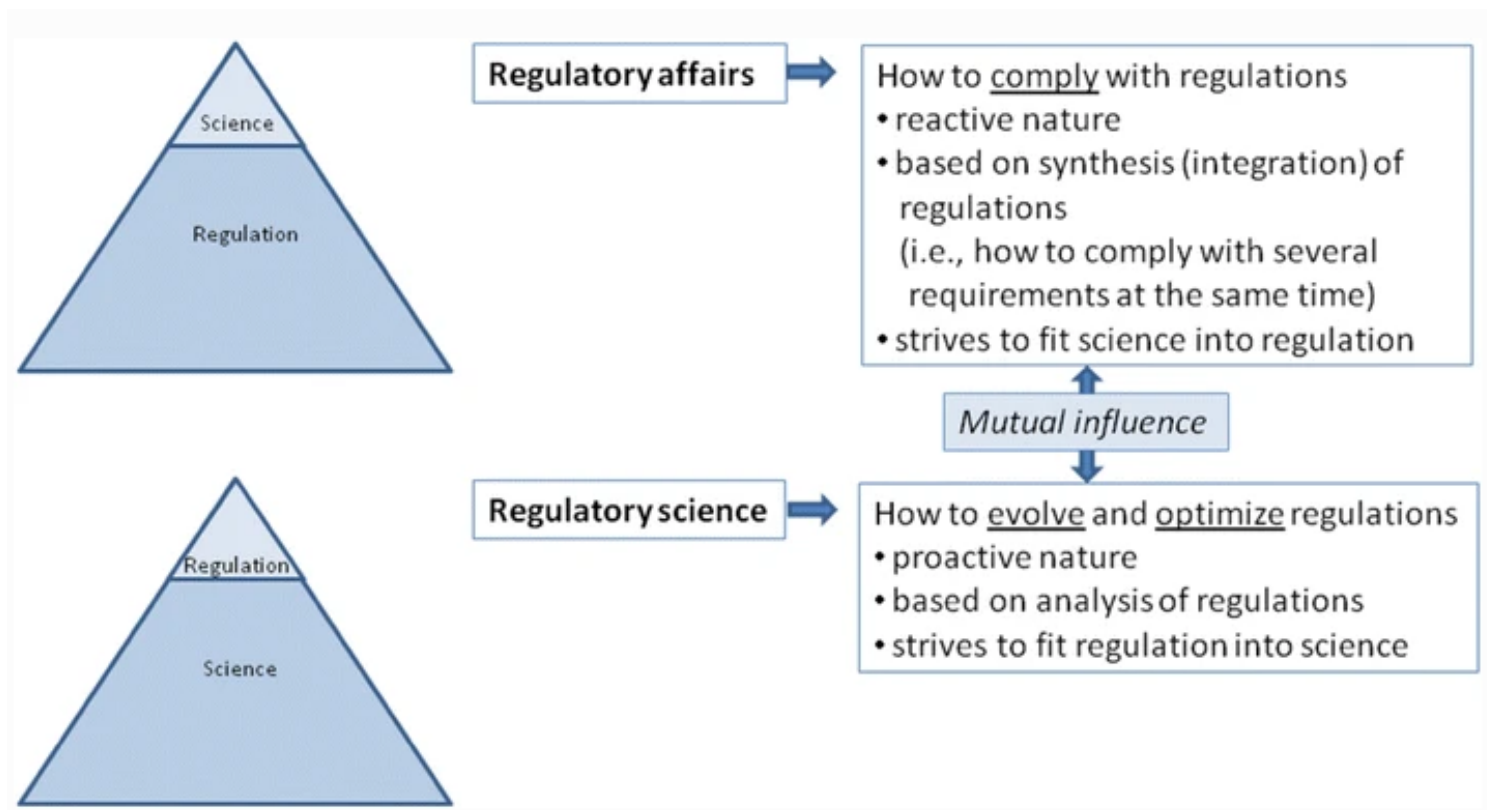 Science
Regulation
Regulatory affairs
How to comply with regulations
• reactive nature
• based on synthesis (integration) of
regulations
(i.e., how to comply with several
requirements at the same time)
• strives to fit science into regulation
Mutual influence
Regulation
Science
Regulatory science
How to evolve and optimize regulations
• proactive nature
• based on analysis of regulations
• strives to fit regulation into science